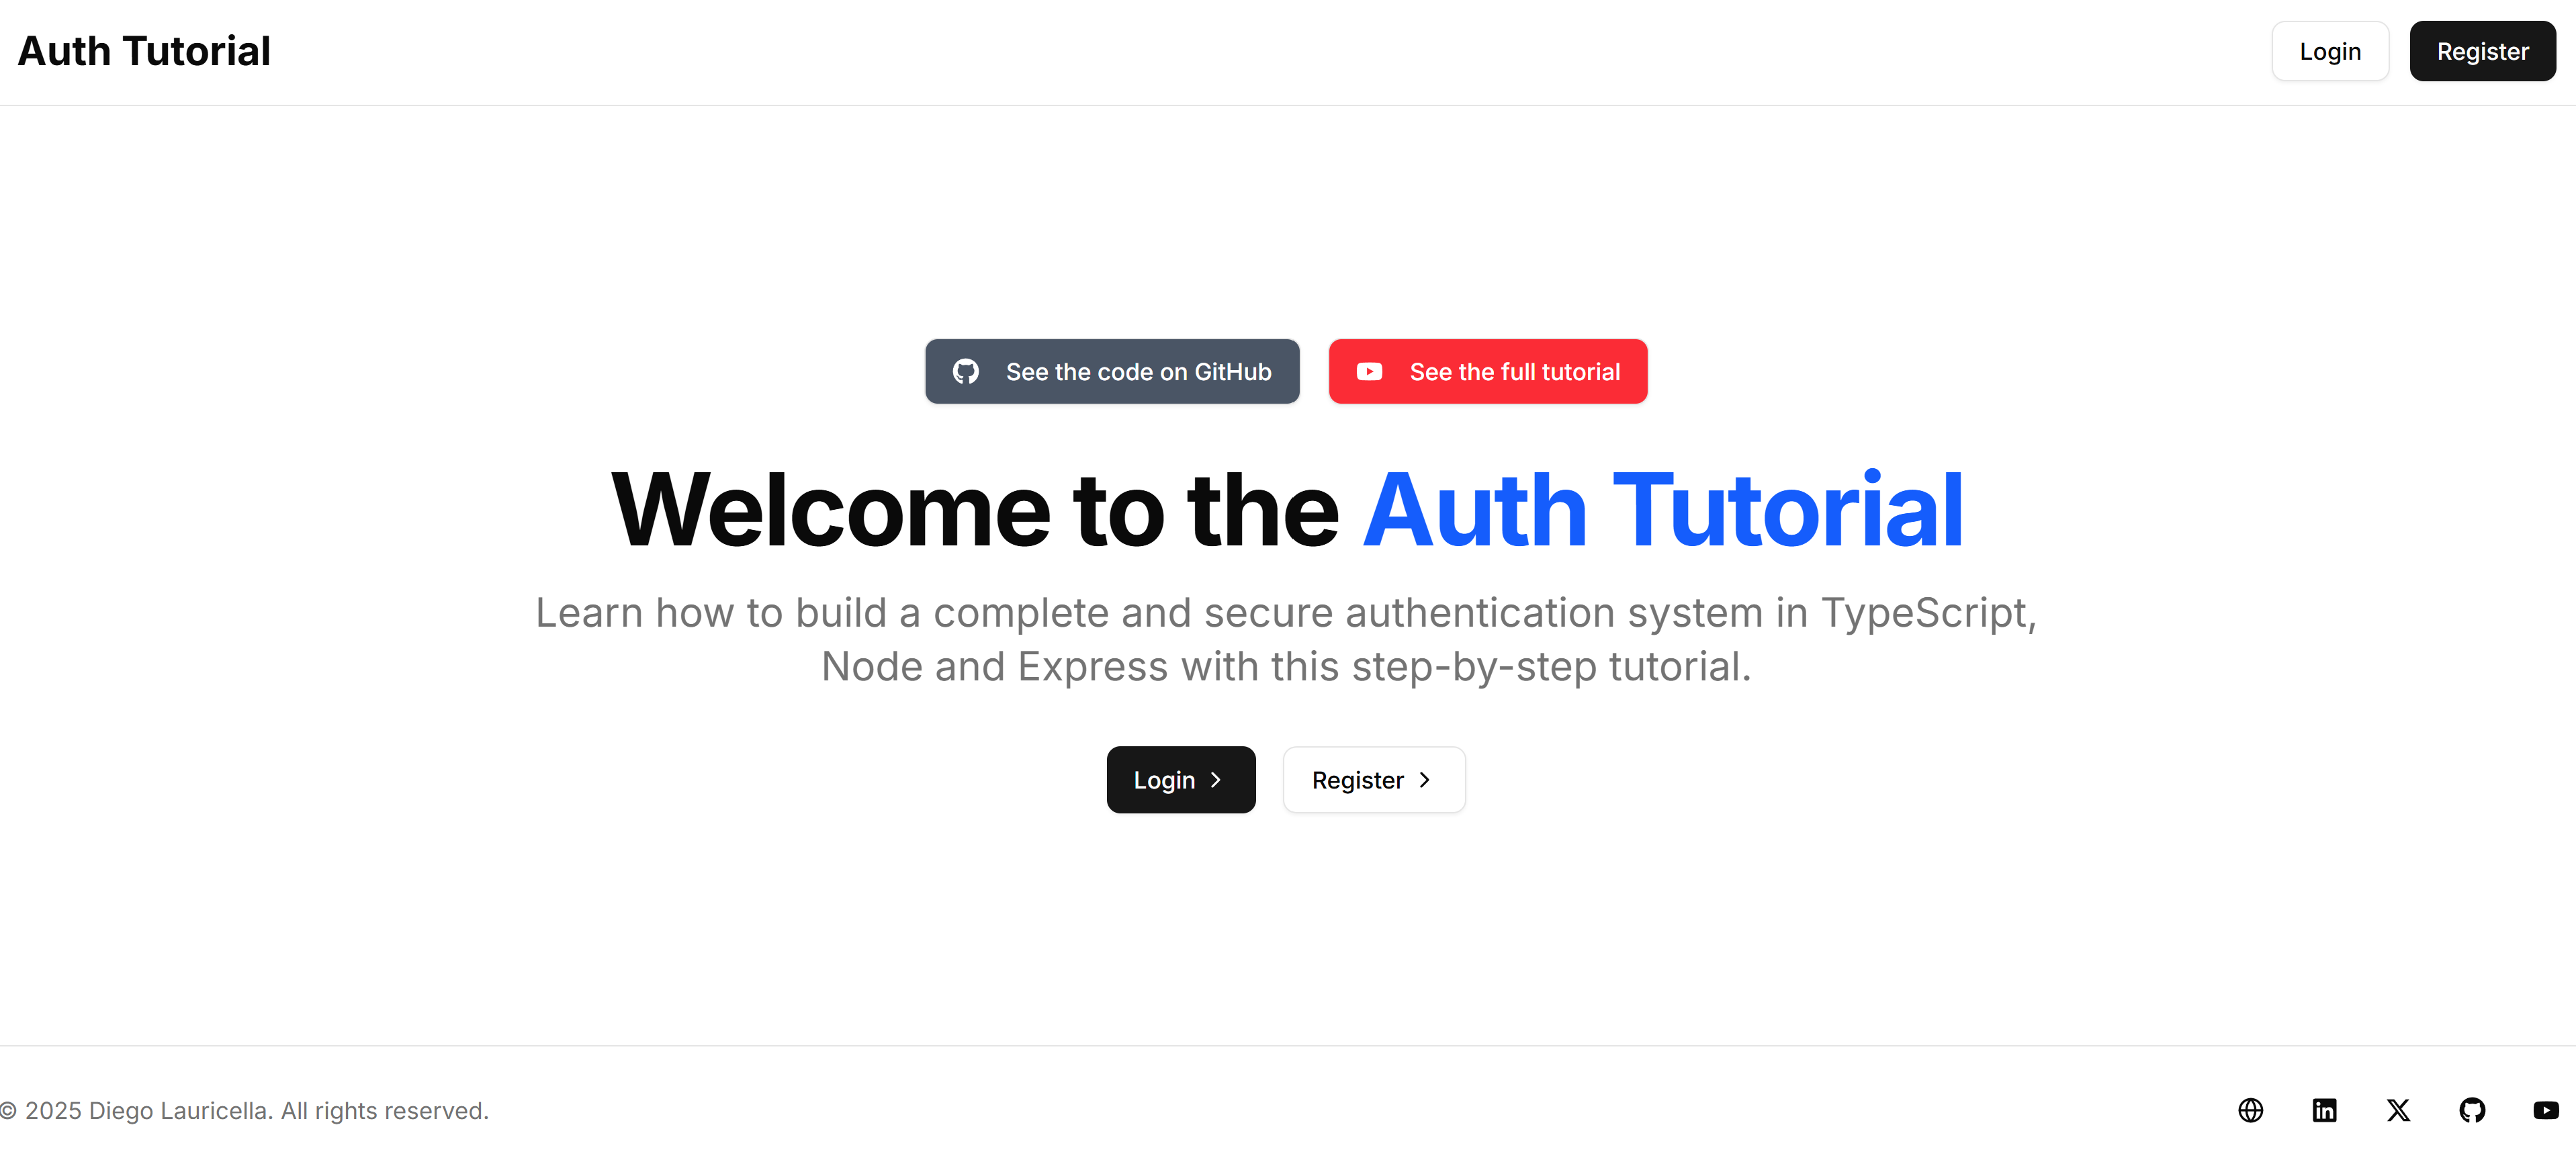 Auth Tutorial
Login
Register
See the code on GitHub
See the full tutorial
Welcome to the Auth Tutorial
Learn how to build a complete and secure authentication system in TypeScript,
Node and Express with this step-by-step tutorial.
Login
Register
© 2025 Diego Lauricella. All rights reserved.